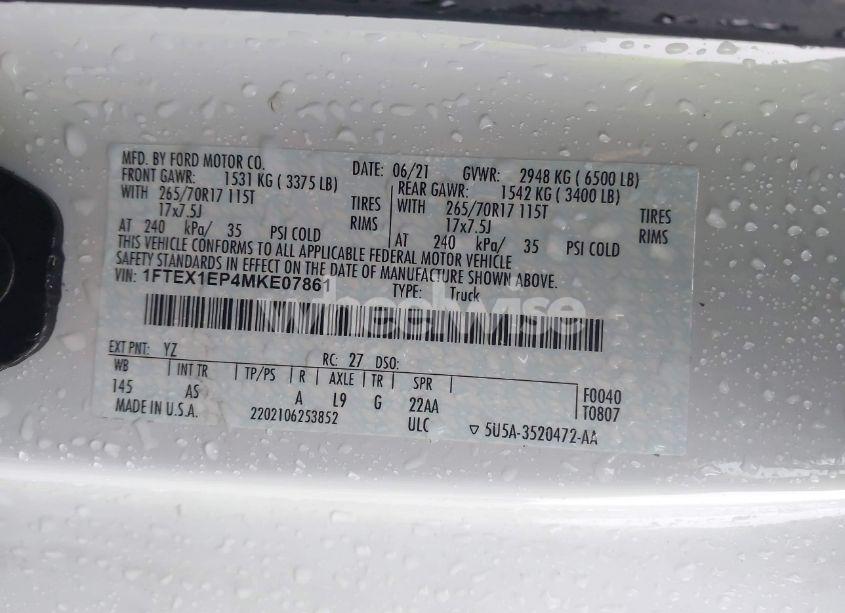 MFD. BY FORD MOTOR CO. DATE: 06/21 GVWR: 2948 KG ( 6500 LB)
FRONT GAWR: 1531 KG ( 3375 LB) REAR GAWR: 1542 KG ( 3400 LB)
WITH 265/70R17 115T TIRES WITH 265/70R17 115T TIRES
17x7.5J RIMS 17x7.5J RIMS
AT 240 kPa/ 35 PSI COLD AT 240 kPa/ 35 PSI COLD
THIS VEHICLE CONFORMS TO ALL APPLICABLE FEDERAL MOTOR VEHICLE
SAFETY STANDARDS IN EFFECT ON THE DATE OF MANUFACTURE SHOWN ABOVE.
VIN: 1FTEX1EP4MKE07861 TYPE: Truck
wheelwise
EXT PNT: YZ RC: 27 DSO:
WB INT TR TP/PS R AXLE TR SPR F0040
145 AS A L9 G 22AA T0807
MADE IN U.S.A. 2202106253852 ULC ▽ 5U5A-3520472-AA